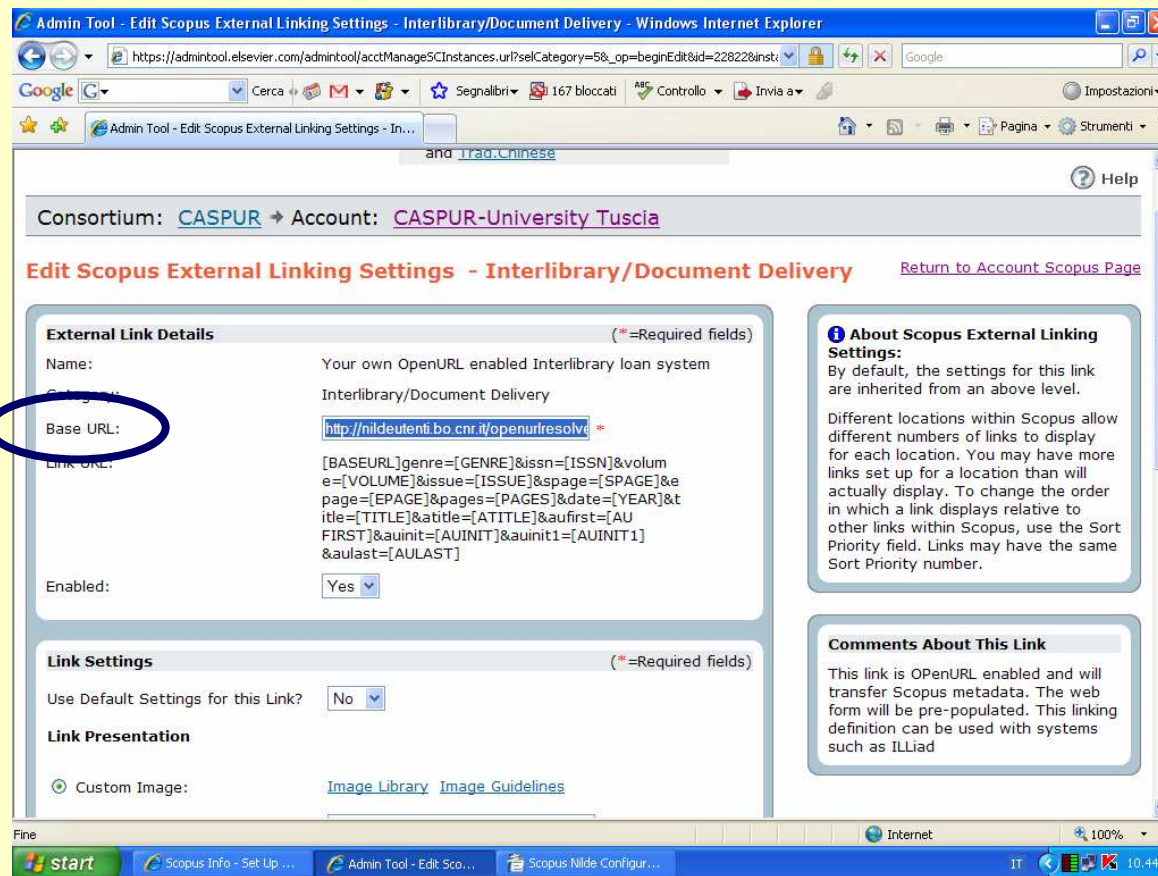 Admin Tool - Edit Scopus External Linking Settings - Interlibrary/Document Delivery - Windows Internet Explorer
https://admintool.elsevier.com/admintool/acctManageSCInstances.url?selCategory=5&_op=beginEdit&id=22822&insta
Google
Google
Cerca
Segnalibri
167 bloccati
Controllo
Invia a
Impostazioni
Admin Tool - Edit Scopus External Linking Settings - In...
Pagina
Strumenti
and Trad.Chinese
Help
Consortium: CASPUR Account: CASPUR-University Tuscia
Edit Scopus External Linking Settings - Interlibrary/Document Delivery
Return to Account Scopus Page
External Link Details (*=Required fields)
Name: Your own OpenURL enabled Interlibrary loan system
Category: Interlibrary/Document Delivery
Base URL: http://nildeutenti.bo.cnr.it/openurlresolve *
Link URL: [BASEURL]genre=[GENRE]&issn=[ISSN]&volum
e=[VOLUME]&issue=[ISSUE]&spage=[SPAGE]&e
page=[EPAGE]&pages=[PAGES]&date=[YEAR]&t
itle=[TITLE]&atitle=[ATITLE]&aufirst=[AU
FIRST]&auinit=[AUINIT]&auinit1=[AUINIT1]
&aulast=[AULAST]
Enabled: Yes
Link Settings (*=Required fields)
Use Default Settings for this Link? No
Link Presentation
Custom Image: Image Library Image Guidelines
About Scopus External Linking
Settings:
By default, the settings for this link
are inherited from an above level.
Different locations within Scopus allow
different numbers of links to display
for each location. You may have more
links set up for a location than will
actually display. To change the order
in which a link displays relative to
other links within Scopus, use the Sort
Priority field. Links may have the same
Sort Priority number.
Comments About This Link
This link is OPenURL enabled and will
transfer Scopus metadata. The web
form will be pre-populated. This linking
definition can be used with systems
such as ILLiad
Fine
Internet
100%
start
Scopus Info - Set Up ...
Admin Tool - Edit Sco...
Scopus Nilde Configur...
IT
10.44